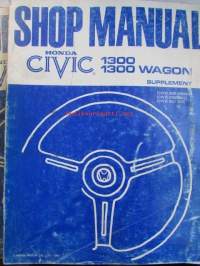 SHOP MANUAL
HONDA
CIVIC 1300
1300 WAGON
SUPPLEMENT